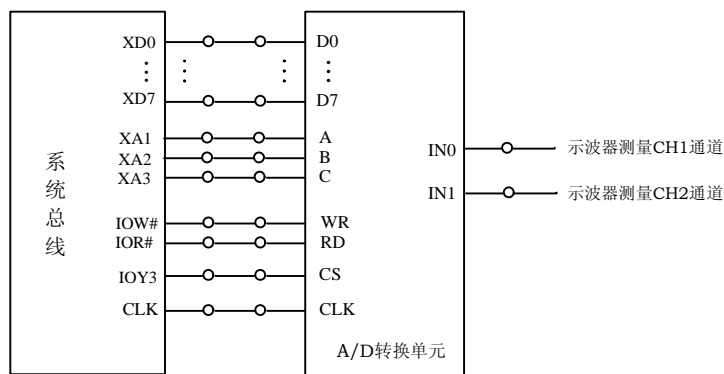 系统总线
XD0
XD7
XA1
XA2
XA3
IOW#
IOR#
IOY3
CLK
D0
D7
A
B
C
WR
RD
CS
CLK
IN0
IN1
A/D转换单元
示波器测量CH1通道
示波器测量CH2通道